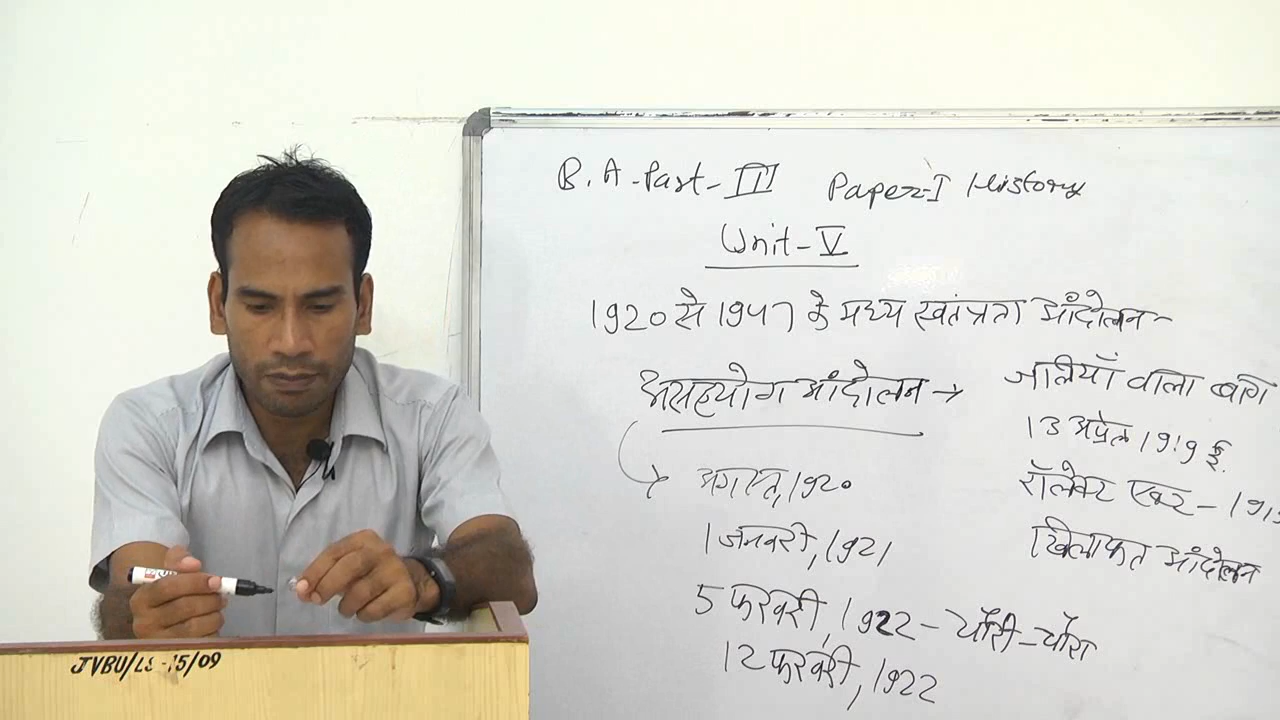 B.A-Part-III Paper-I History
Unit-V
1920 से 1947 के मध्य स्वतंत्रता आँदोलन-
असहयोग आंदोलन →
अगस्त, 1920
1 जनवरी, 1921
5 फरवरी, 1922 - चौरी-चौरा
12 फरवरी, 1922
जलियाँ वाला बाग
13 अप्रैल 1919 ई.
रॉलेक्ट एक्ट -
खिलाफत आंदोलन
JVBU/LS-15/09